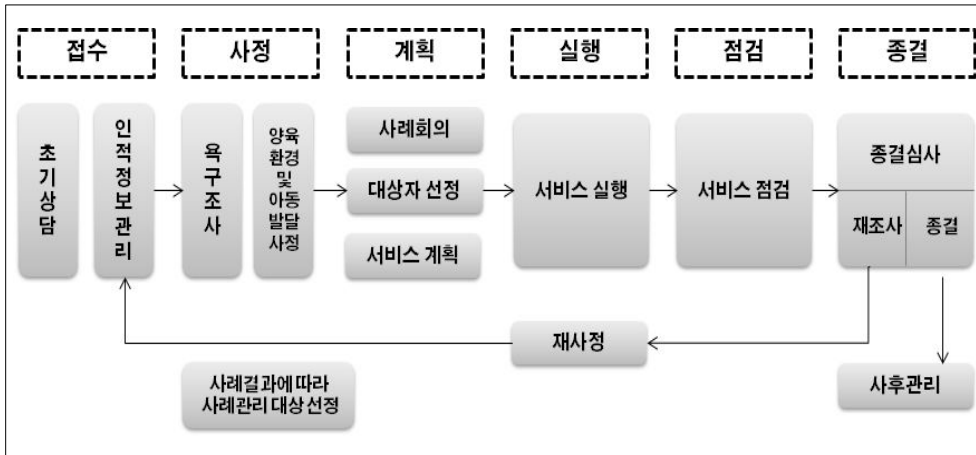 접수
사정
계획
실행
점검
종결
초기상담
인적정보관리
욕구조사
양육
환경
및
아동
발달
사정
사례회의
대상자 선정
서비스 계획
서비스 실행
서비스 점검
종결심사
재조사
종결
재사정
사례결과에 따라
사례관리 대상 선정
사후관리